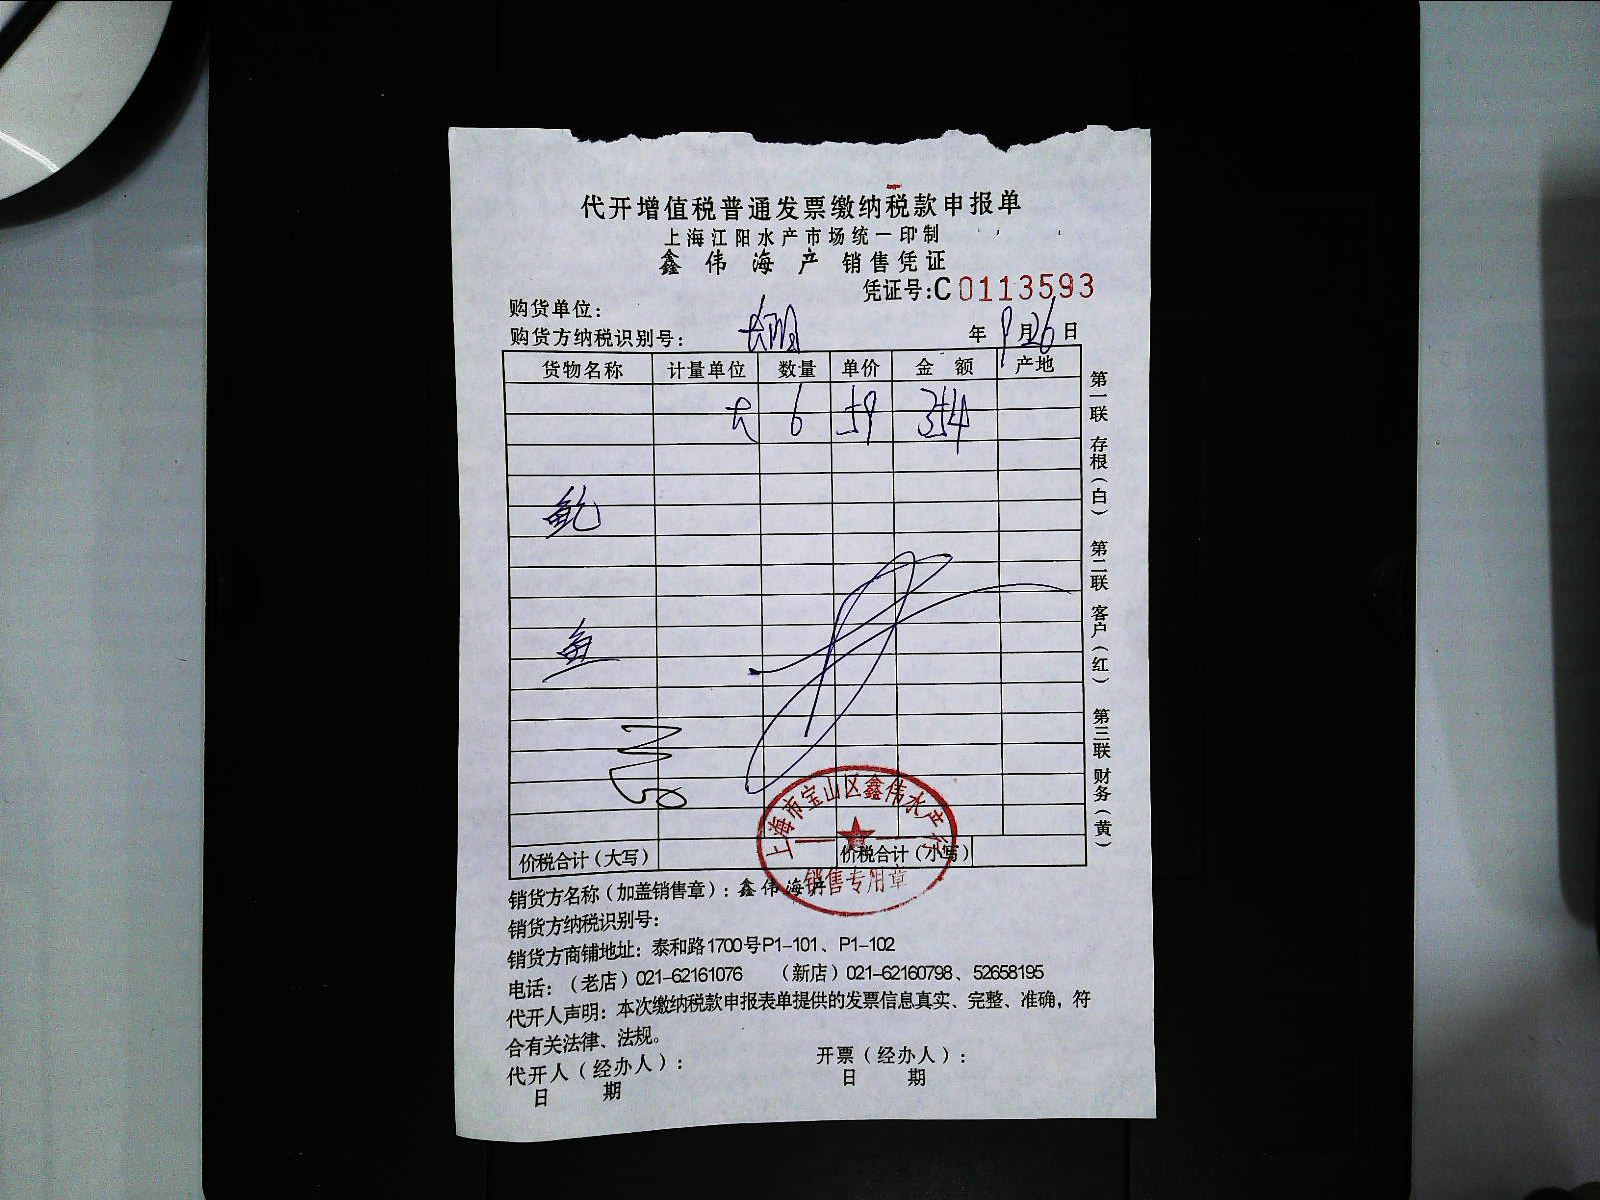 代开增值税普通发票缴纳税款申报单
上海江阳水产市场统一印制
鑫伟海产 销售凭证
凭证号:C0113593
购货单位:
购货方纳税识别号:
年 9月26日
货物名称 计量单位 数量 单价 金额 产地
大 6 59 354
鱿
鱼
价税合计(大写) 价税合计(小写)
上海市宝山区鑫伟水产行
销售专用章
销货方名称(加盖销售章):鑫伟海产
销货方纳税识别号:
销货方商铺地址:泰和路1700号P1-101、P1-102
电话:(老店)021-62161076 (新店)021-62160798、52658195
代开人声明:本次缴纳税款申报表单提供的发票信息真实、完整、准确,符
合有关法律、法规。
代开人(经办人): 开票(经办人):
日 期 日 期
第一联 存根(白) 第二联 客户(红) 第三联 财务(黄)